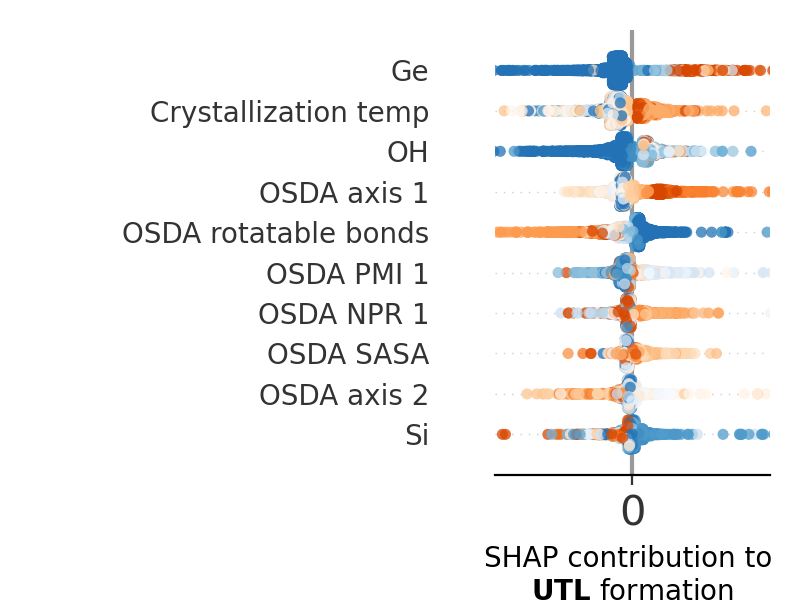 Ge
Crystallization temp
OH
OSDA axis 1
OSDA rotatable bonds
OSDA PMI 1
OSDA NPR 1
OSDA SASA
OSDA axis 2
Si
0
SHAP contribution to
UTL formation